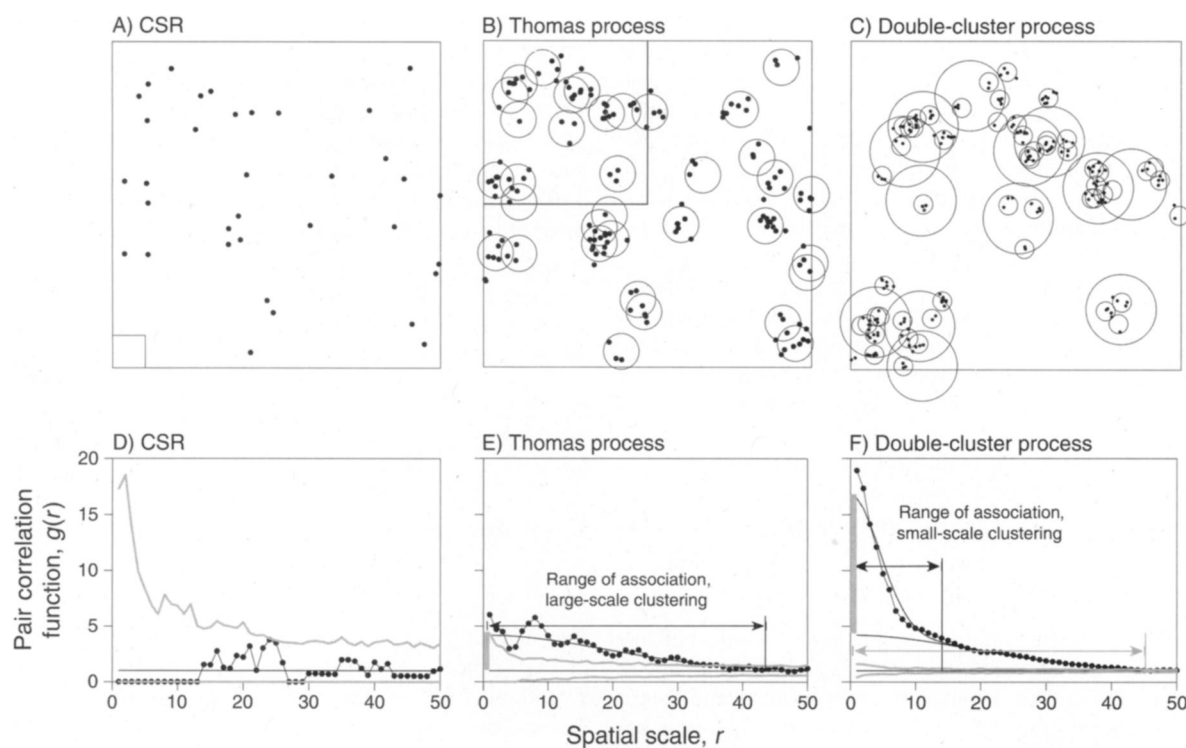 A) CSR
B) Thomas process
C) Double-cluster process
D) CSR
E) Thomas process
F) Double-cluster process
Pair correlation
function, g(r)
20
15
10
5
0
Range of association,
large-scale clustering
Range of association,
small-scale clustering
0 10 20 30 40 50
0 10 20 30 40 50
0 10 20 30 40 50
Spatial scale, r